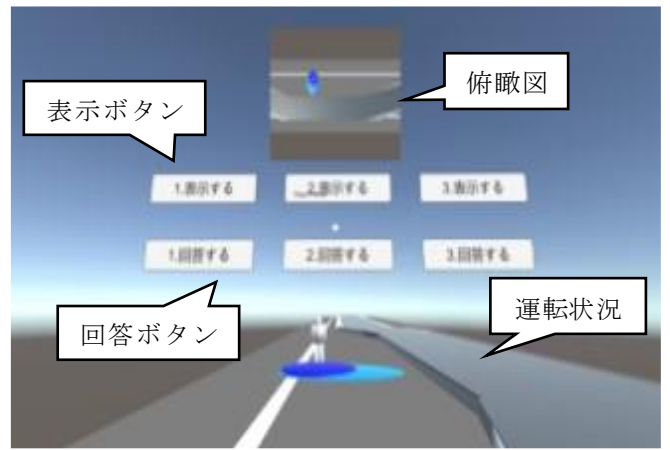 俯瞰図
表示ボタン
1.表示する
2.表示する
3.表示する
1.回答する
2.回答する
3.回答する
運転状況
回答ボタン